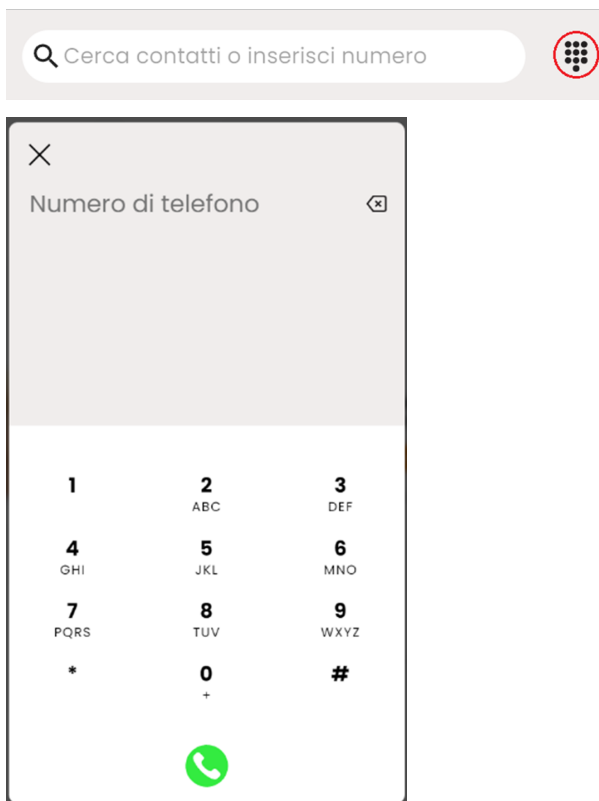 Cerca contatti o inserisci numero
Numero di telefono
1 2 3
ABC DEF
4 5 6
GHI JKL MNO
7 8 9
PQRS TUV WXYZ
* 0 #
+